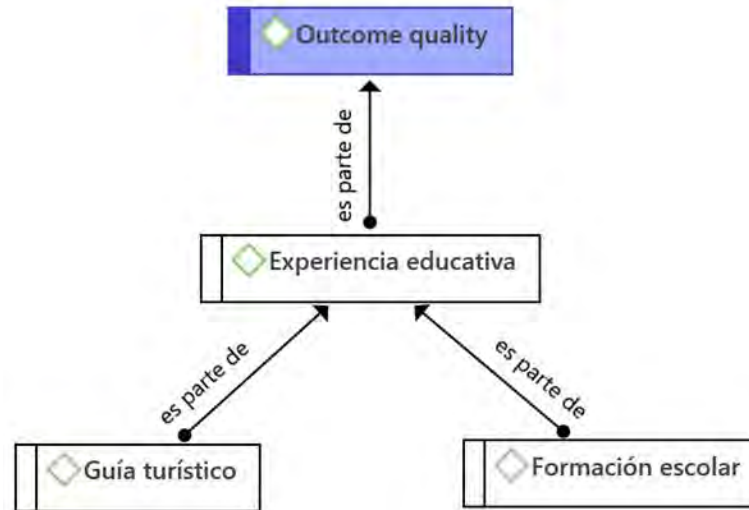 Outcome quality
es parte de
Experiencia educativa
es parte de
es parte de
Guía turístico
Formación escolar